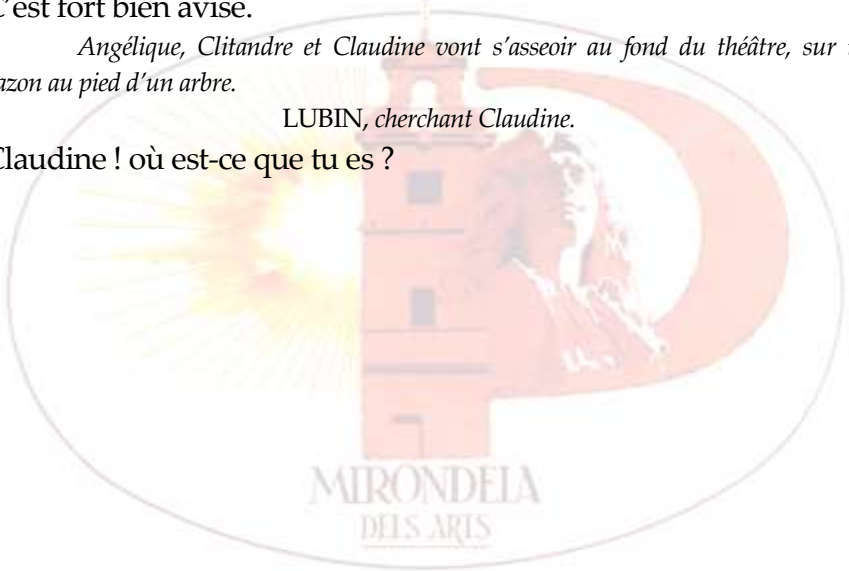 C'est fort bien avisé.
Angélique, Clitandre et Claudine vont s'asseoir au fond du théâtre, sur
azon au pied d'un arbre.
LUBIN, cherchant Claudine.
Claudine ! où est-ce que tu es ?
MIRONDELA
DELS ARTS